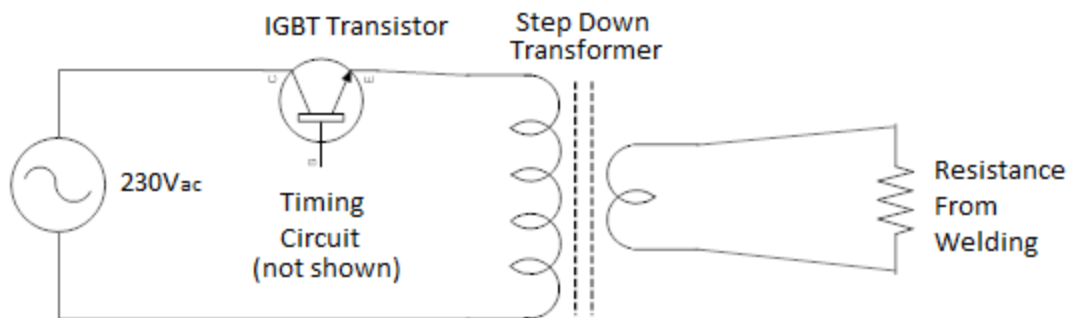 IGBT Transistor
Step Down
Transformer
C
E
B
230Vac
Timing
Circuit
(not shown)
Resistance
From
Welding